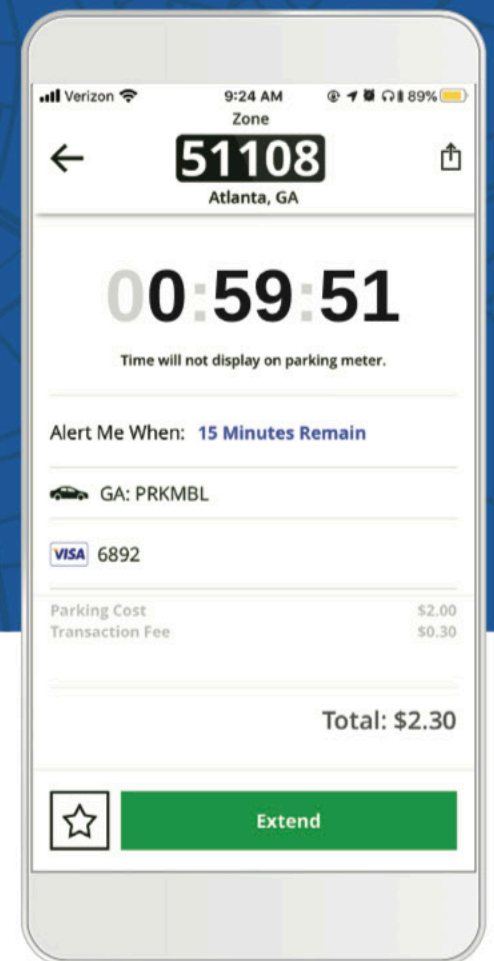 Verizon 9:24 AM 89%
Zone
51108
Atlanta, GA
00:59:51
Time will not display on parking meter.
Alert Me When: 15 Minutes Remain
GA: PRKMBL
VISA 6892
Parking Cost $2.00
Transaction Fee $0.30
Total: $2.30
Extend